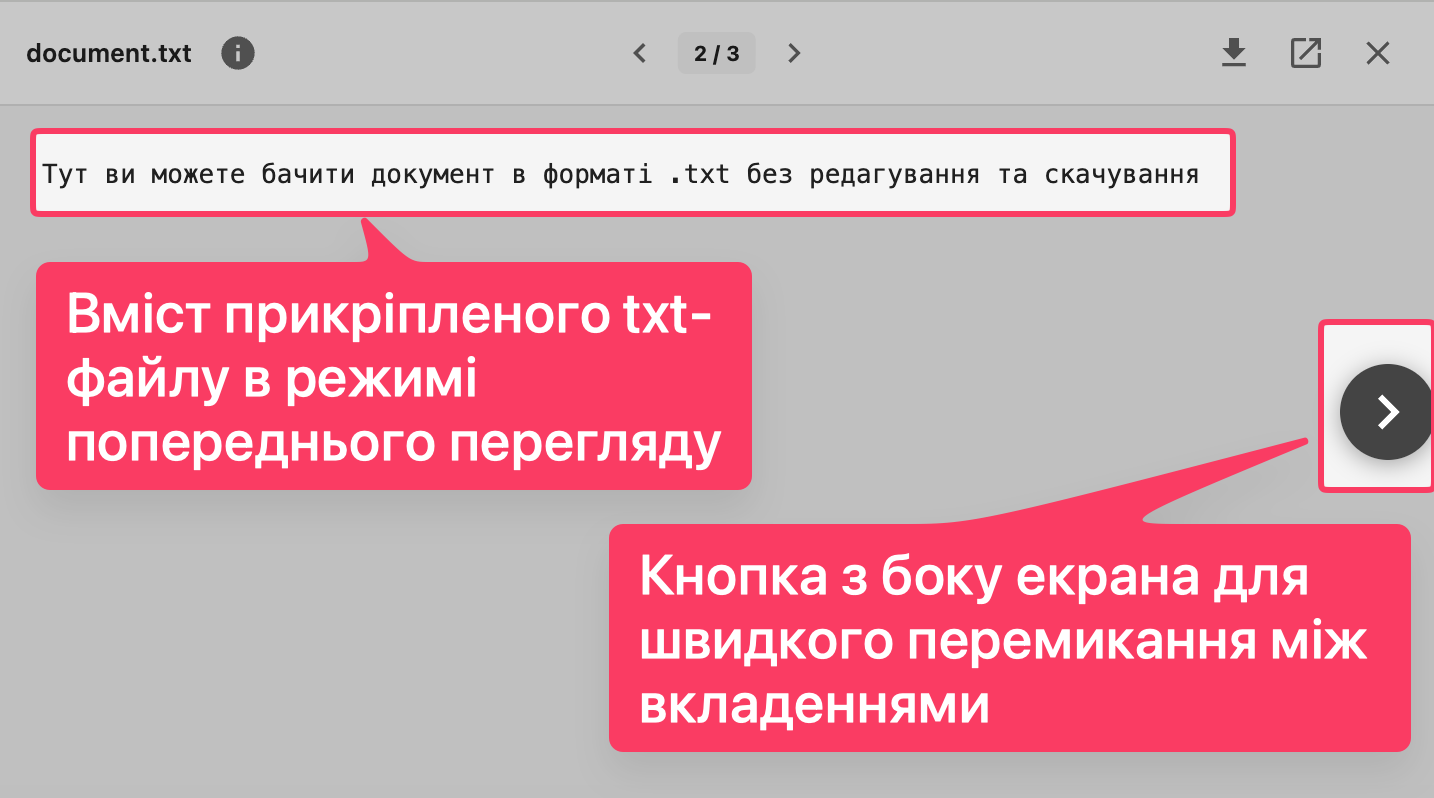 document.txt
2 / 3
Тут ви можете бачити документ в форматі .txt без редагування та скачування
Вміст прикріпленого txt-
файлу в режимі
попереднього перегляду
Кнопка з боку екрана для
швидкого перемикання між
вкладеннями